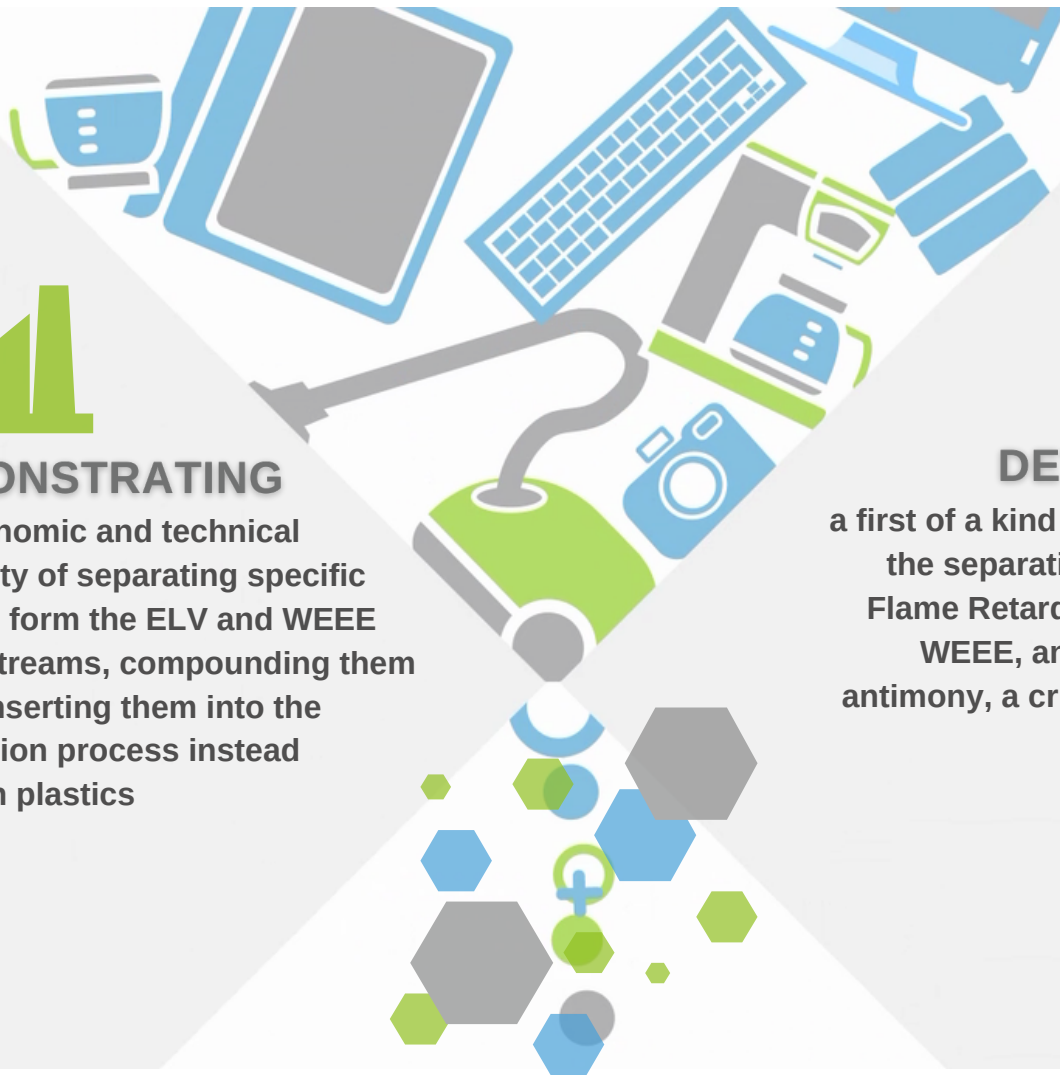 ONSTRATING
nomic and technical
ty of separating specific
form the ELV and WEEE
treams, compounding them
nserting them into the
ion process instead
n plastics
DE
a first of a kind
the separati
Flame Retard
WEEE, an
antimony, a cr